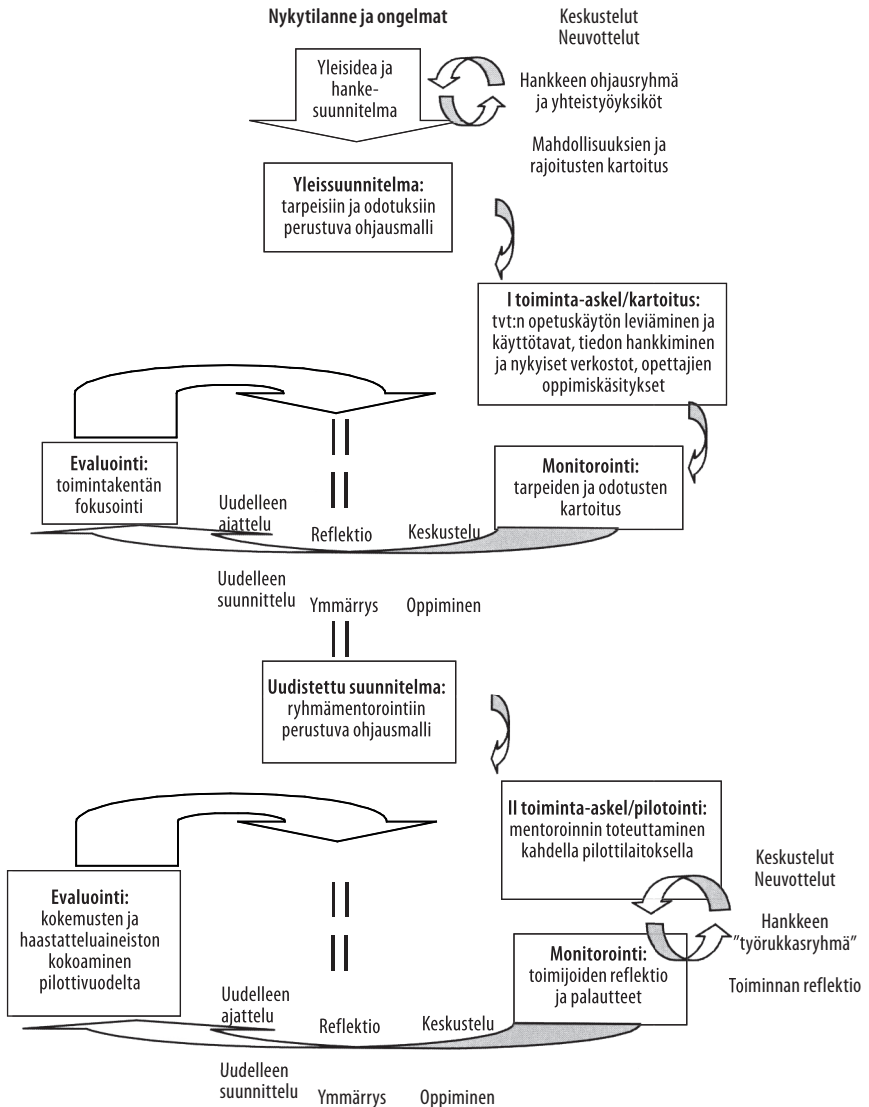 Nykytilanne ja ongelmat
Keskustelut
Neuvottelut
Yleisidea ja
hanke-
suunnitelma
Hankkeen ohjausryhmä
ja yhteistyöyksiköt
Mahdollisuuksien ja
rajoitusten kartoitus
Yleissuunnitelma:
tarpeisiin ja odotuksiin
perustuva ohjausmalli
I toiminta-askel/kartoitus:
tvt:n opetuskäytön leviäminen ja
käyttötavat, tiedon hankkiminen
ja nykyiset verkostot, opettajien
oppimiskäsitykset
Evaluointi:
toimintakentän
fokusointi
Monitorointi:
tarpeiden ja odotusten
kartoitus
Uudelleen
ajattelu
Reflektio
Keskustelu
Uudelleen
suunnittelu
Ymmärrys
Oppiminen
Uudistettu suunnitelma:
ryhmämentorointiin
perustuva ohjausmalli
II toiminta-askel/pilotointi:
mentoroinnin toteuttaminen
kahdella pilottilaitoksella
Keskustelut
Neuvottelut
Hankkeen
"työrukkasryhmä"
Toiminnan reflektio
Evaluointi:
kokemusten ja
haastatteluaineiston
kokoaminen
pilottivuodelta
Monitorointi:
toimijoiden reflektio
ja palautteet
Uudelleen
ajattelu
Reflektio
Keskustelu
Uudelleen
suunnittelu
Ymmärrys
Oppiminen